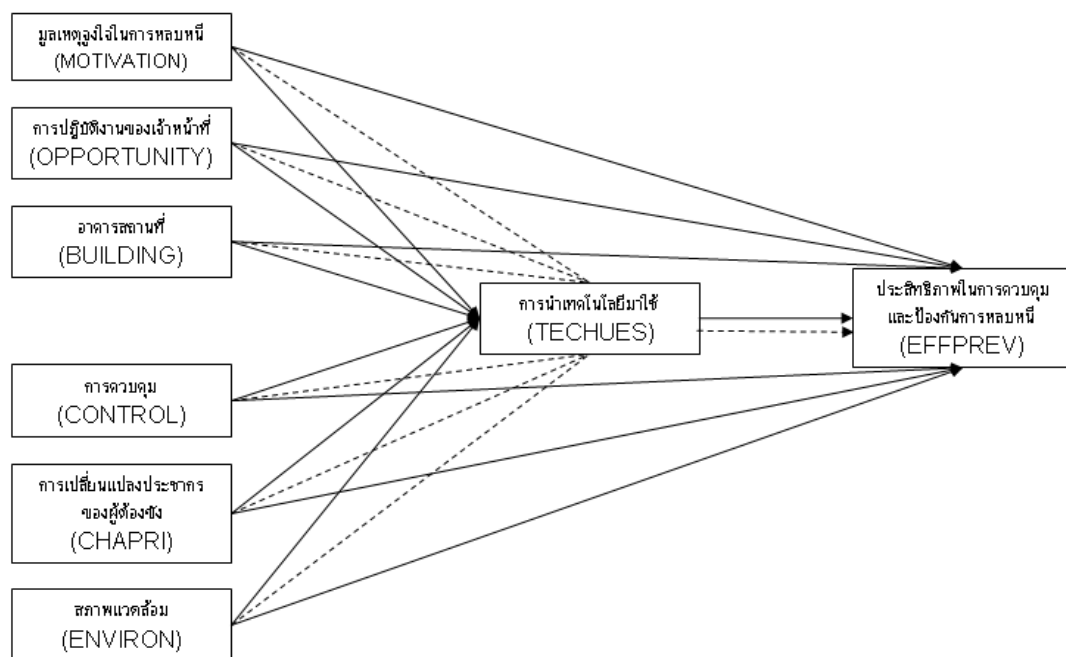 มูลเหตุจูงใจในการหลบหนี
(MOTIVATION)
การปฏิบัติงานของเจ้าหน้าที่
(OPPORTUNITY)
อาคารสถานที่
(BUILDING)
การนำเทคโนโลยีมาใช้
(TECHUES)
ประสิทธิภาพในการควบคุม
และป้องกันการหลบหนี
(EFFPREV)
การควบคุม
(CONTROL)
การเปลี่ยนแปลงประชากร
ของผู้ต้องขัง
(CHAPRI)
สภาพแวดล้อม
(ENVIRON)